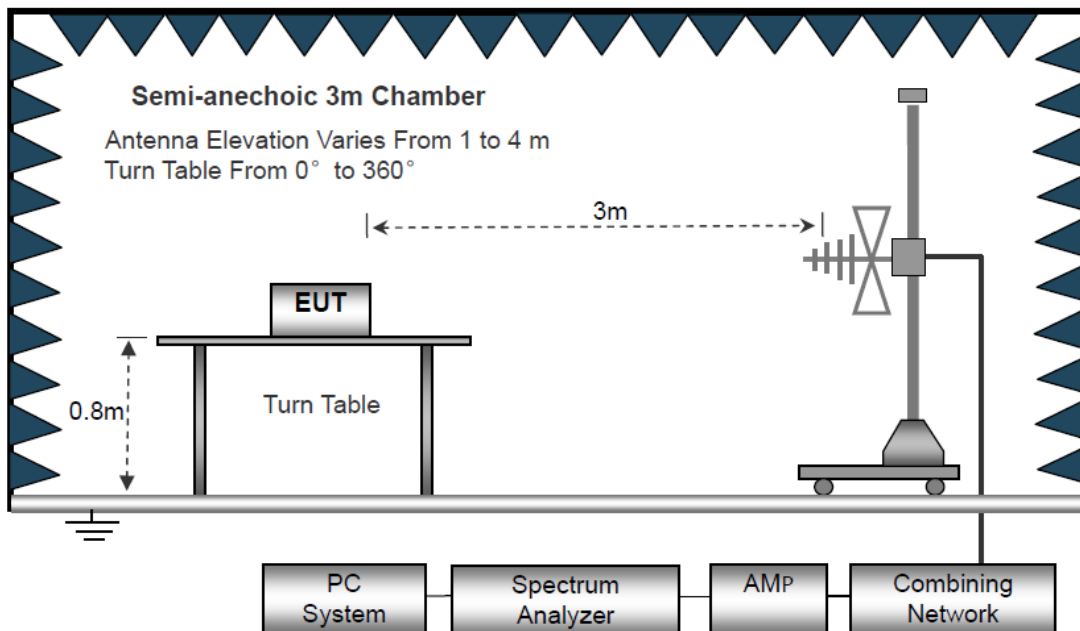 Semi-anechoic 3m Chamber
Antenna Elevation Varies From 1 to 4 m
Turn Table From 0° to 360°
3m
EUT
0.8m
Turn Table
PC
System
Spectrum
Analyzer
AMP
Combining
Network